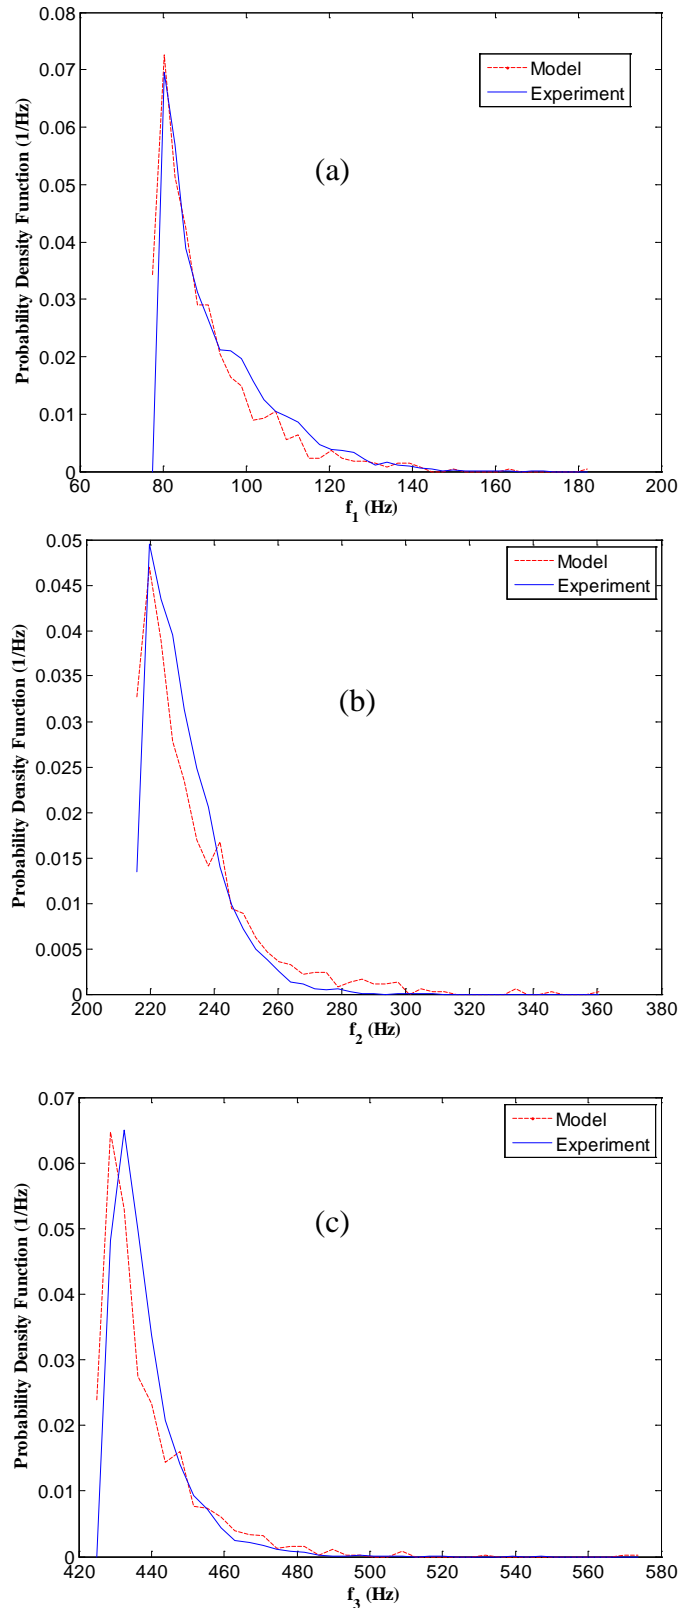 0.08
0.07
0.06
0.05
0.04
0.03
0.02
0.01
0
Probability Density Function (1/Hz)
Model
Experiment
(a)
60 80 100 120 140 160 180 200
f1 (Hz)
0.05
0.045
0.04
0.035
0.03
0.025
0.02
0.015
0.01
0.005
0
Probability Density Function (1/Hz)
Model
Experiment
(b)
200 220 240 260 280 300 320 340 360 380
f2 (Hz)
0.07
0.06
0.05
0.04
0.03
0.02
0.01
0
Probability Density Function (1/Hz)
Model
Experiment
(c)
420 440 460 480 500 520 540 560 580
f3 (Hz)